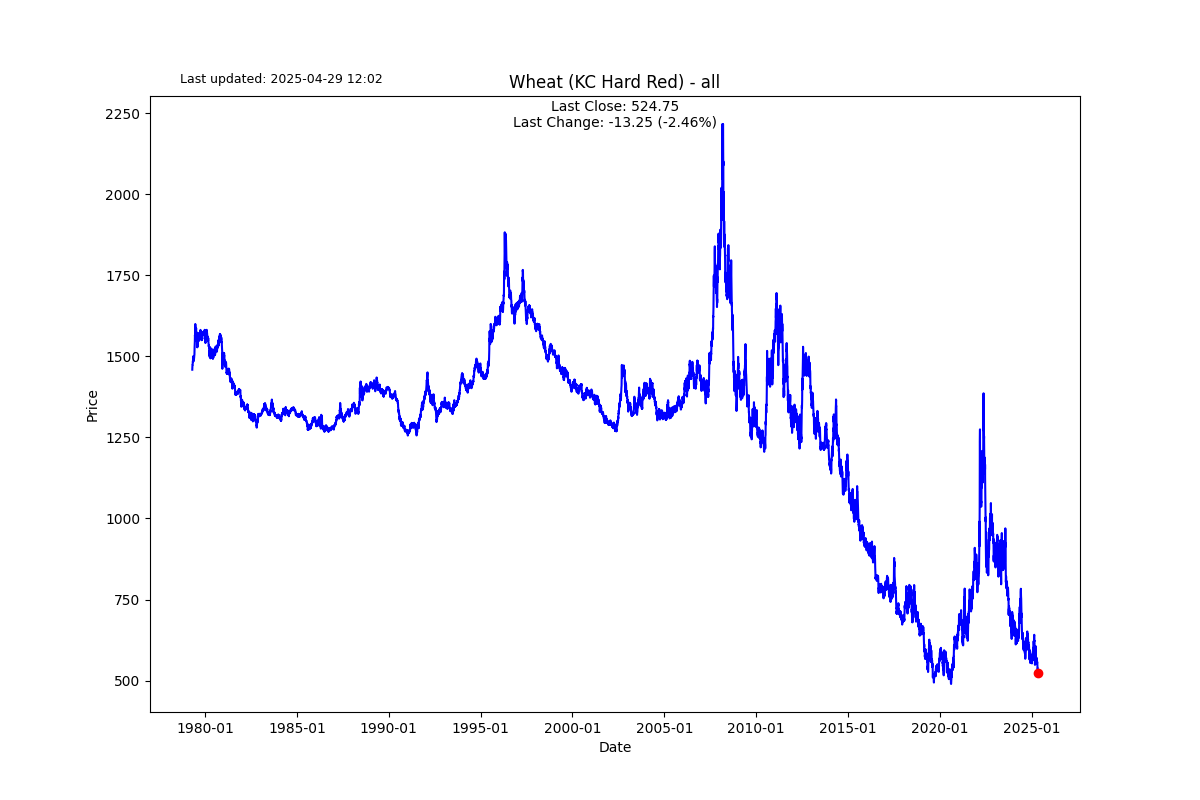 Last updated: 2025-04-29 12:02
Wheat (KC Hard Red) - all
Last Close: 524.75
Last Change: -13.25 (-2.46%)
2250
2000
1750
1500
1250
1000
750
500
Price
1980-01 1985-01 1990-01 1995-01 2000-01 2005-01 2010-01 2015-01 2020-01 2025-01
Date